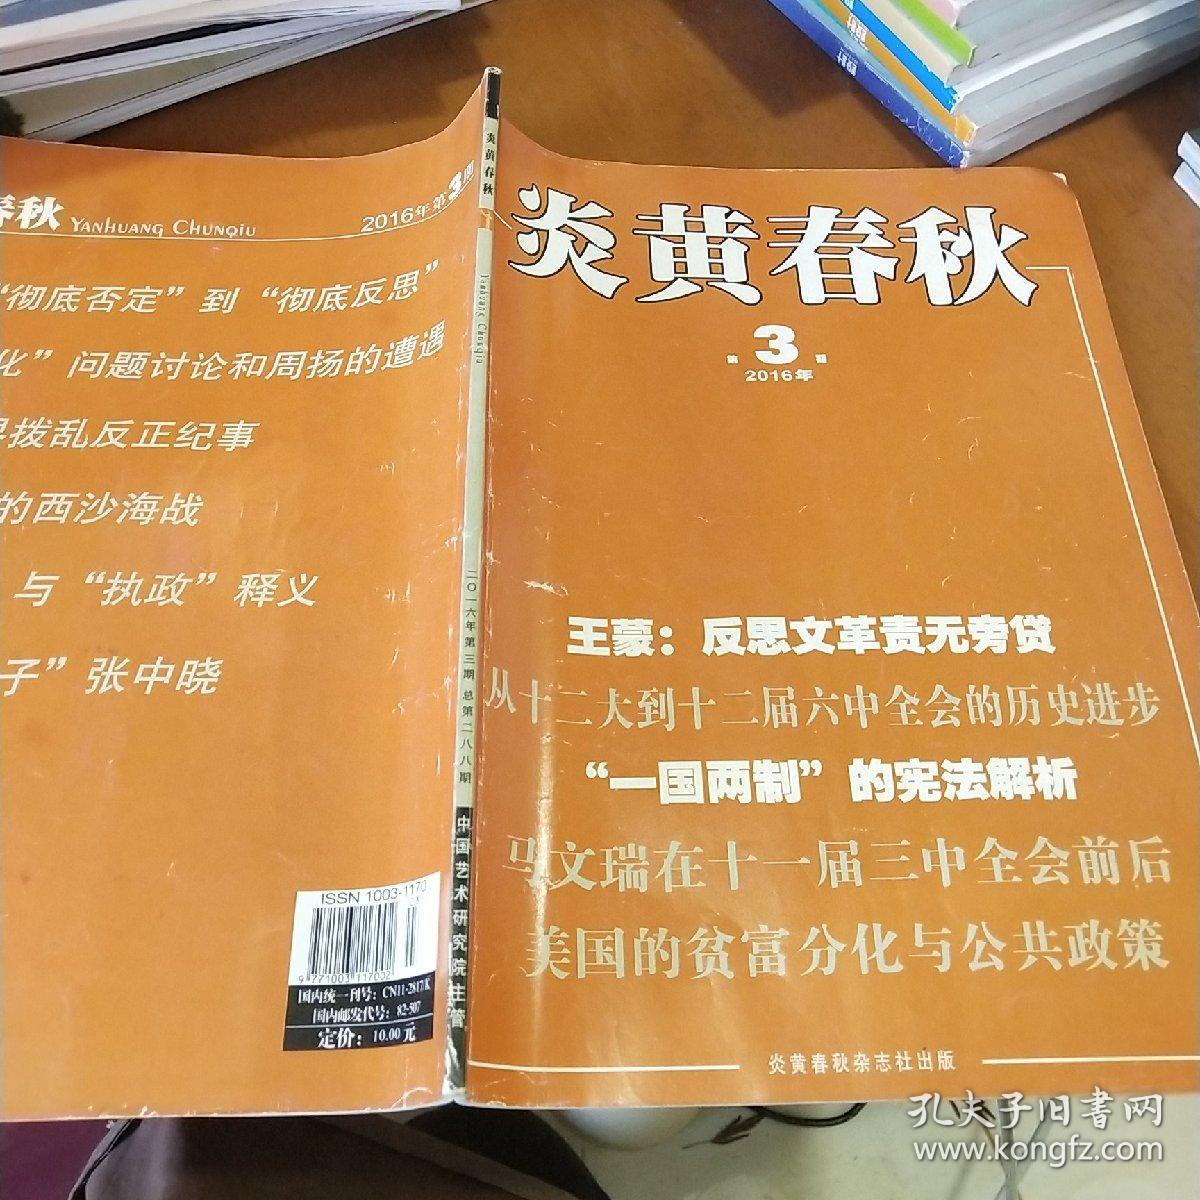 春秋 YANHUANG CHUNQIU 2016年第3期
“彻底否定”到“彻底反思”
化”问题讨论和周扬的遭遇
拨乱反正纪事
的西沙海战
与“执政”释义
子”张中晓
ISSN 1003-1170
9 771003 117032
国内统一刊号：CN11-2817/K
国内邮发代号：82-507
定价：10.00元
炎黄春秋
Yanhuang Chunqiu
二〇一六年第三期 总第二八八期
中国艺术研究院主管
炎黄春秋
第3期
2016年
王蒙：反思文革责无旁贷
从十二大到十二届六中全会的历史进步
“一国两制”的宪法解析
马文瑞在十一届三中全会前后
美国的贫富分化与公共政策
炎黄春秋杂志社出版
孔夫子旧书网
www.kongfz.com